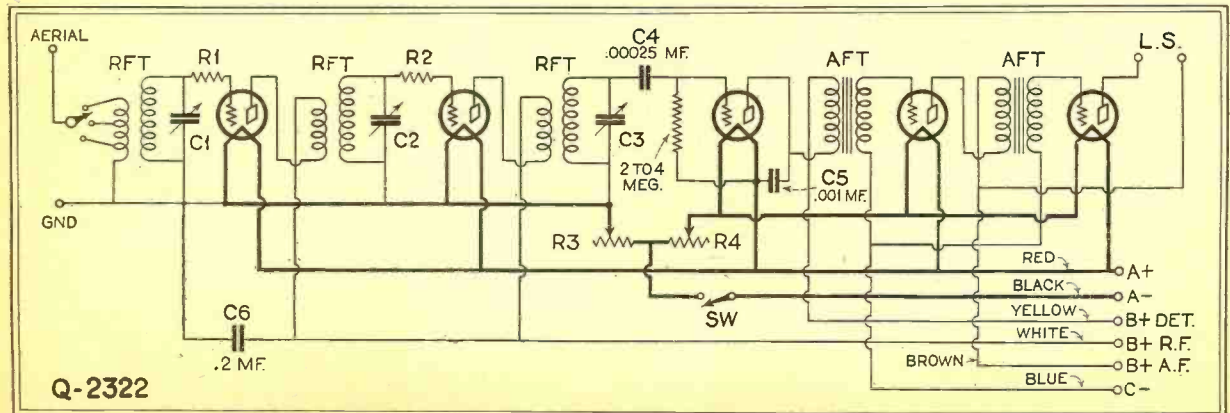 AERIAL
RFT
R1
C1
RFT
R2
C2
RFT
C4
.00025 MF.
C3
2 TO 4
MEG.
C5
.001 MF.
AFT
AFT
L.S.
GND
R3
R4
SW
C6
.2 MF.
RED
A+
BLACK
A-
YELLOW
B+ DET.
WHITE
B+ R.F.
BROWN
B+ A.F.
BLUE
C-
Q-2322